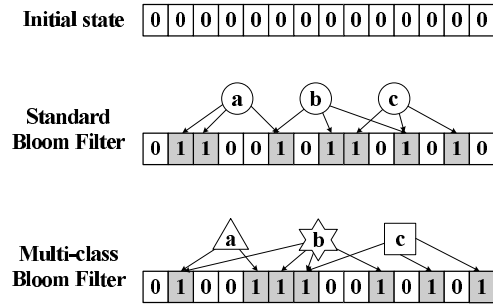 Initial state 0 0 0 0 0 0 0 0 0 0 0 0 0 0
a b c
Standard
Bloom Filter 0 1 1 0 0 1 0 1 1 0 1 0 1 0
a b c
Multi-class
Bloom Filter 0 1 0 0 1 1 1 0 0 1 0 1 0 1